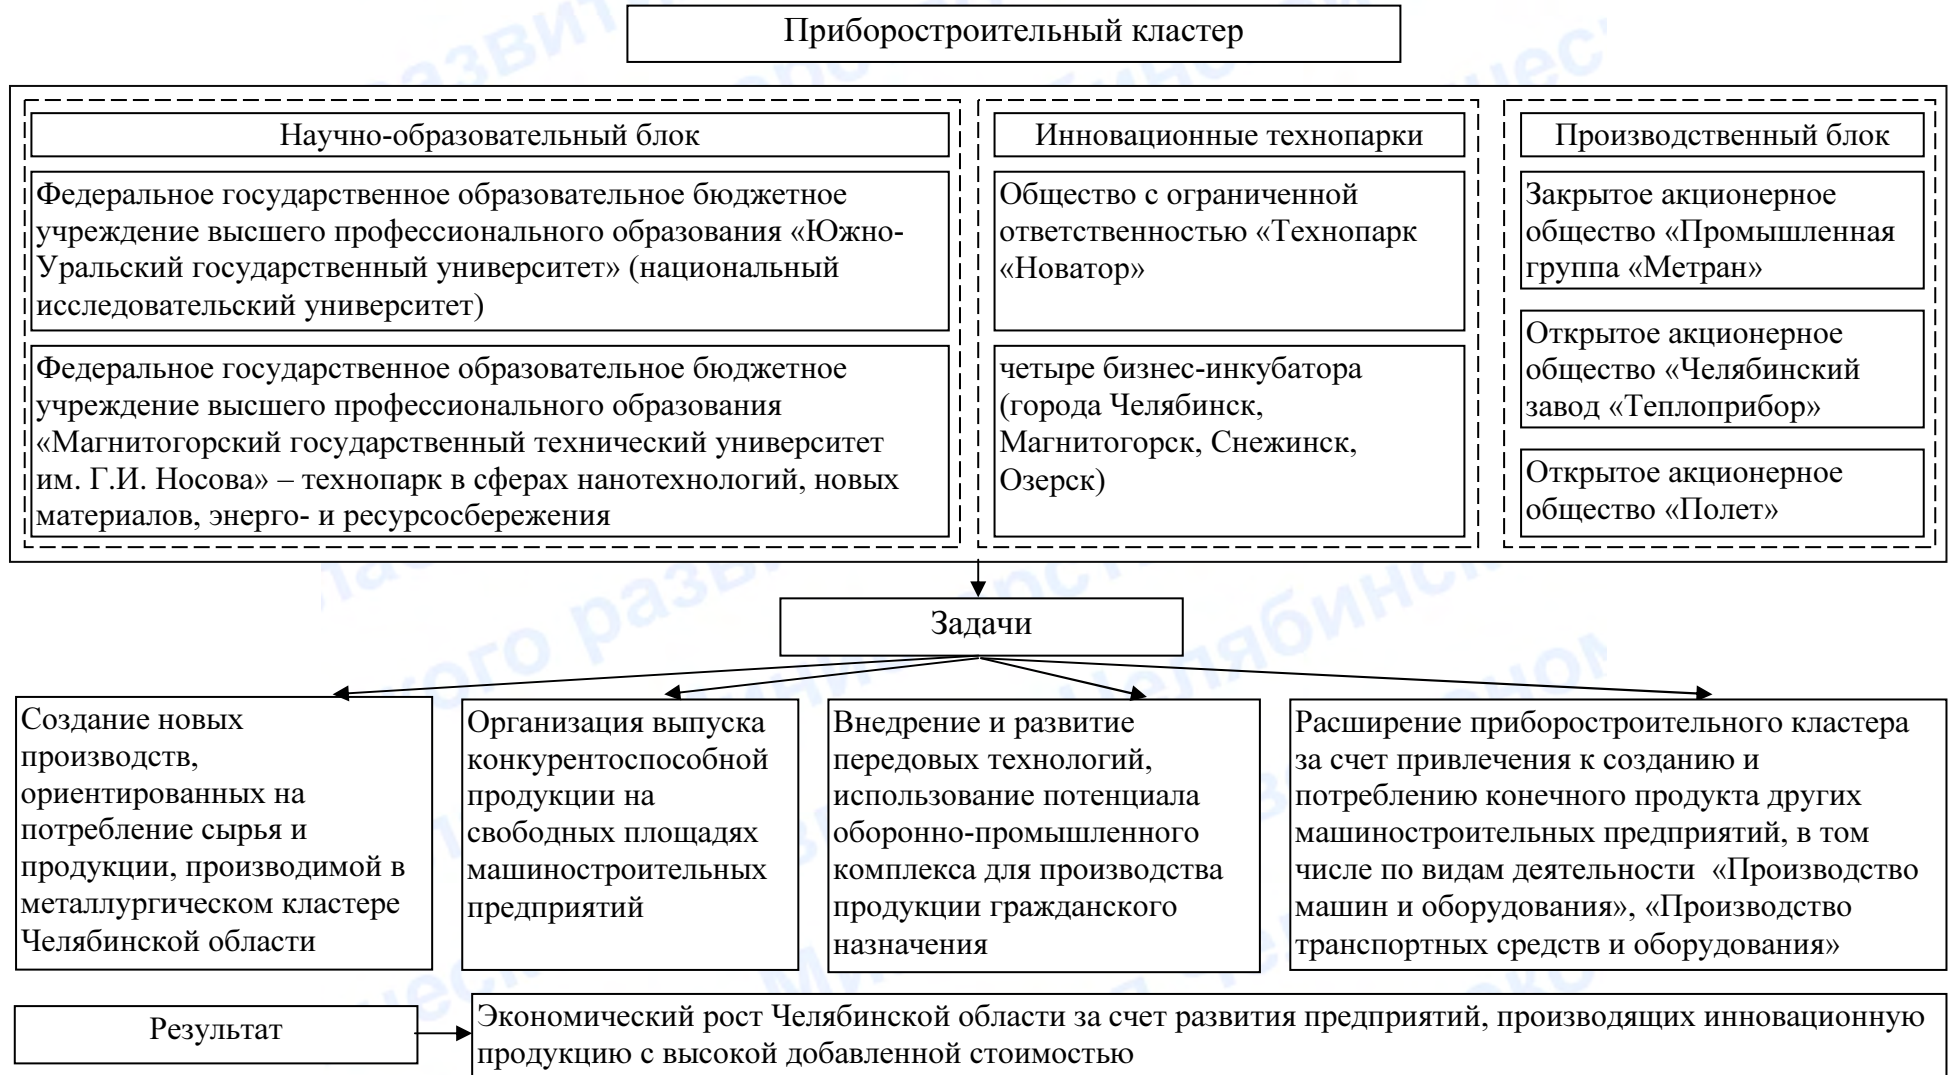 Приборостроительный кластер
Научно-образовательный блок
Федеральное государственное образовательное бюджетное
учреждение высшего профессионального образования «Южно-
Уральский государственный университет» (национальный
исследовательский университет)
Федеральное государственное образовательное бюджетное
учреждение высшего профессионального образования
«Магнитогорский государственный технический университет
им. Г.И. Носова» – технопарк в сферах нанотехнологий, новых
материалов, энерго- и ресурсосбережения
Инновационные технопарки
Общество с ограниченной
ответственностью «Технопарк
«Новатор»
четыре бизнес-инкубатора
(города Челябинск,
Магнитогорск, Снежинск,
Озерск)
Производственный блок
Закрытое акционерное
общество «Промышленная
группа «Метран»
Открытое акционерное
общество «Челябинский
завод «Теплоприбор»
Открытое акционерное
общество «Полет»
Задачи
Создание новых
производств,
ориентированных на
потребление сырья и
продукции, производимой в
металлургическом кластере
Челябинской области
Организация выпуска
конкурентоспособной
продукции на
свободных площадях
машиностроительных
предприятий
Внедрение и развитие
передовых технологий,
использование потенциала
оборонно-промышленного
комплекса для производства
продукции гражданского
назначения
Расширение приборостроительного кластера
за счет привлечения к созданию и
потреблению конечного продукта других
машиностроительных предприятий, в том
числе по видам деятельности «Производство
машин и оборудования», «Производство
транспортных средств и оборудования»
Результат
Экономический рост Челябинской области за счет развития предприятий, производящих инновационную
продукцию с высокой добавленной стоимостью